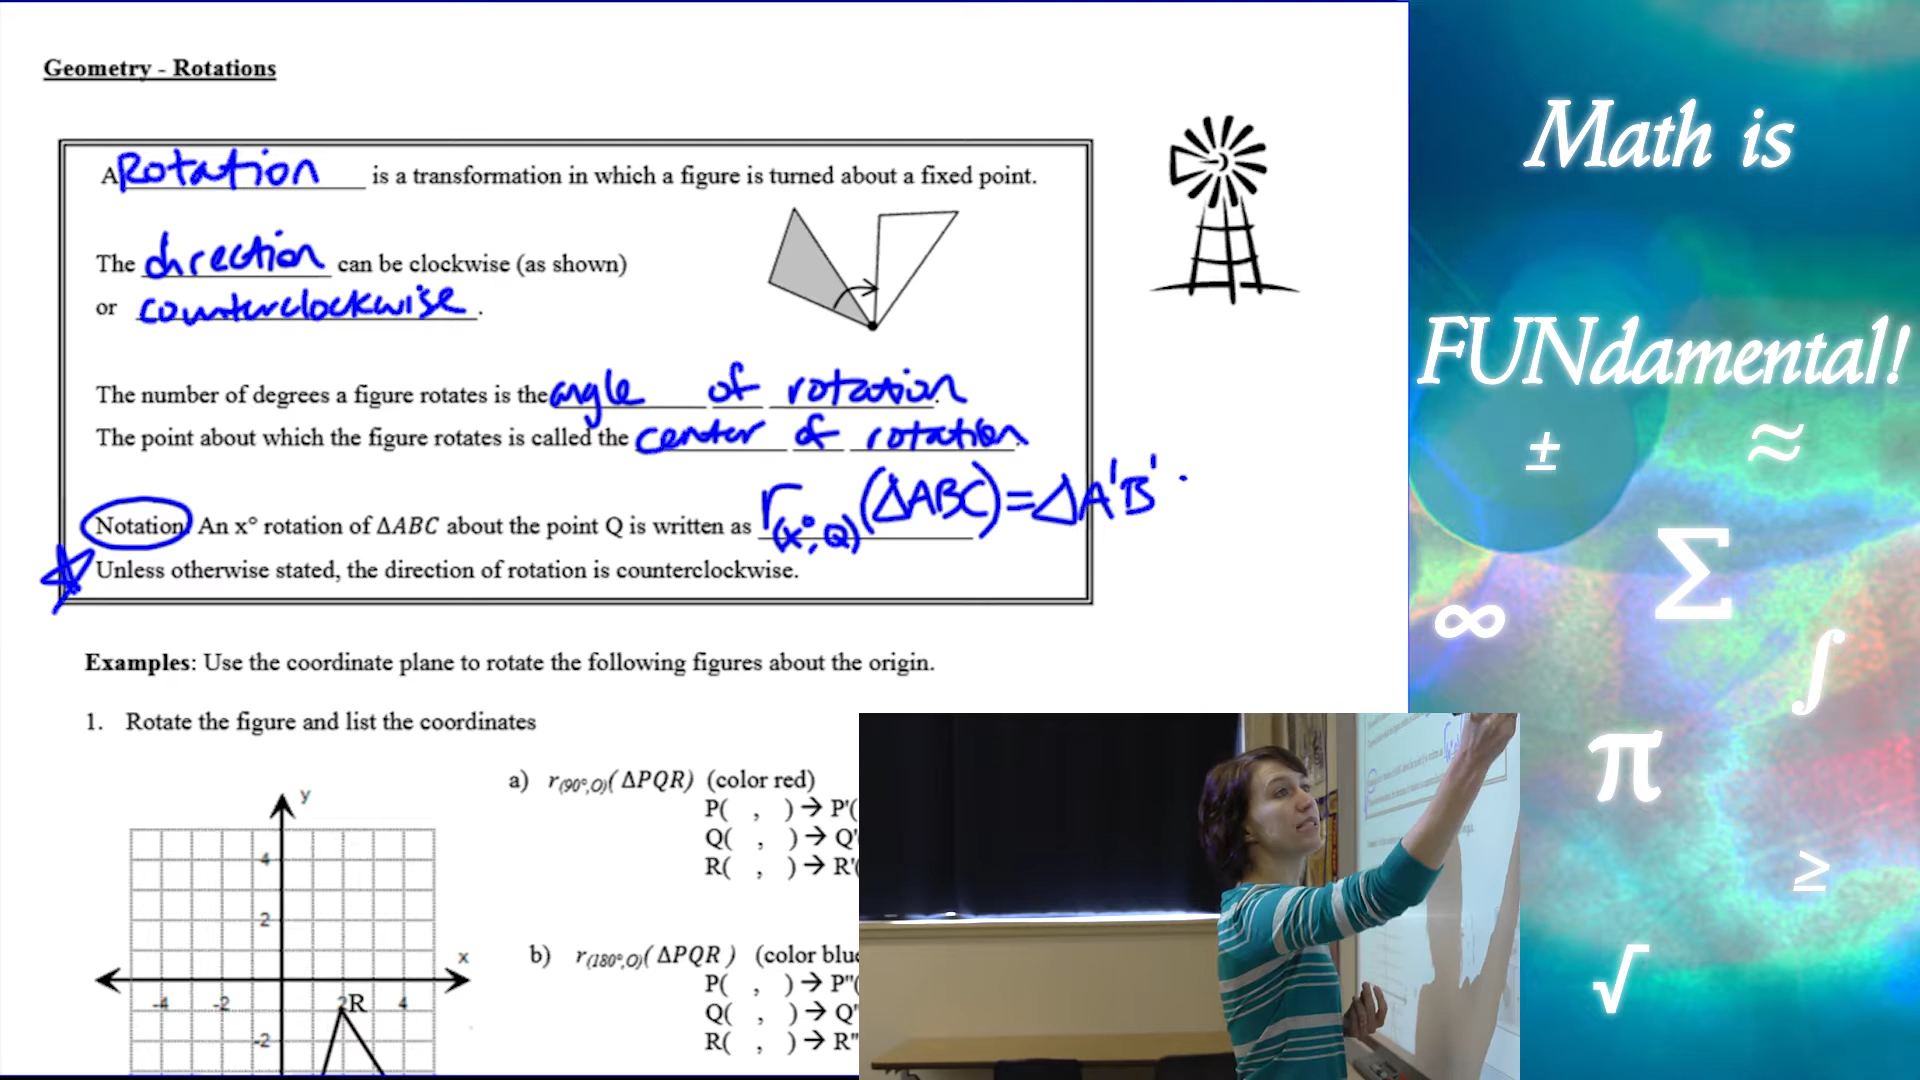 Geometry - Rotations
A Rotation is a transformation in which a figure is turned about a fixed point.
The direction can be clockwise (as shown)
or counterclockwise.
The number of degrees a figure rotates is the angle of rotation.
The point about which the figure rotates is called the center of rotation.
Notation: An x° rotation of ΔABC about the point Q is written as r(x°, Q)(ΔABC)=ΔA'B'
Unless otherwise stated, the direction of rotation is counterclockwise.
Examples: Use the coordinate plane to rotate the following figures about the origin.
1. Rotate the figure and list the coordinates
a) r(90°,O)( ΔPQR) (color red)
P( , ) → P'(
Q( , ) → Q'
R( , ) → R'(
b) r(180°,O)( ΔPQR ) (color blue
P( , ) → P"(
Q( , ) → Q"
R( , ) → R"
y
4
2
x
-4 -2 2 R 4
-2
Math is
FUNdamental!
± ≈
Σ
∞
∫
π
≥
√